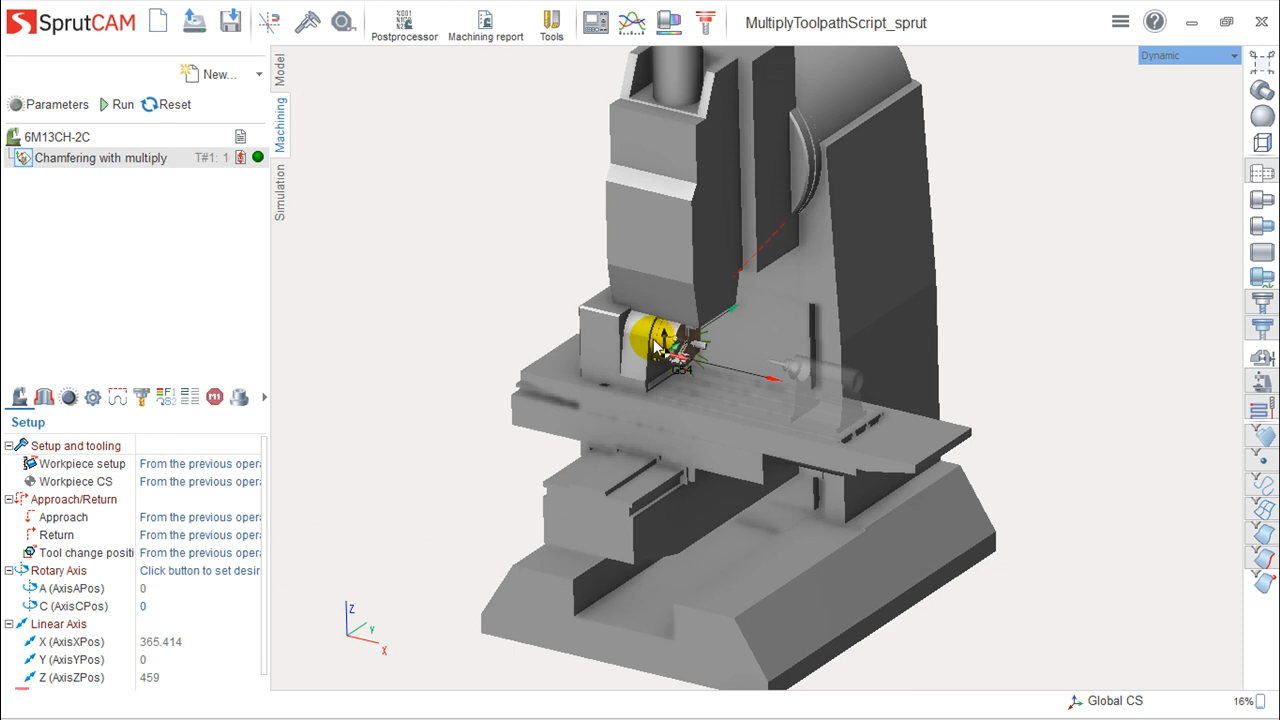 SprutCAM
Postprocessor
Machining report
Tools
MultiplyToolpathScript_sprut
New...
Parameters
Run
Reset
6M13CH-2C
Chamfering with multiply
T#1: 1
Model
Machining
Simulation
Dynamic
G54
Setup
Setup and tooling
Workpiece setup From the previous opera
Workpiece CS From the previous opera
Approach/Return
Approach From the previous opera
Return From the previous opera
Tool change positi From the previous opera
Rotary Axis Click button to set desir
A (AxisAPos) 0
C (AxisCPos) 0
Linear Axis
X (AxisXPos) 365.414
Y (AxisYPos) 0
Z (AxisZPos) 459
Z
Y
X
Global CS
16%